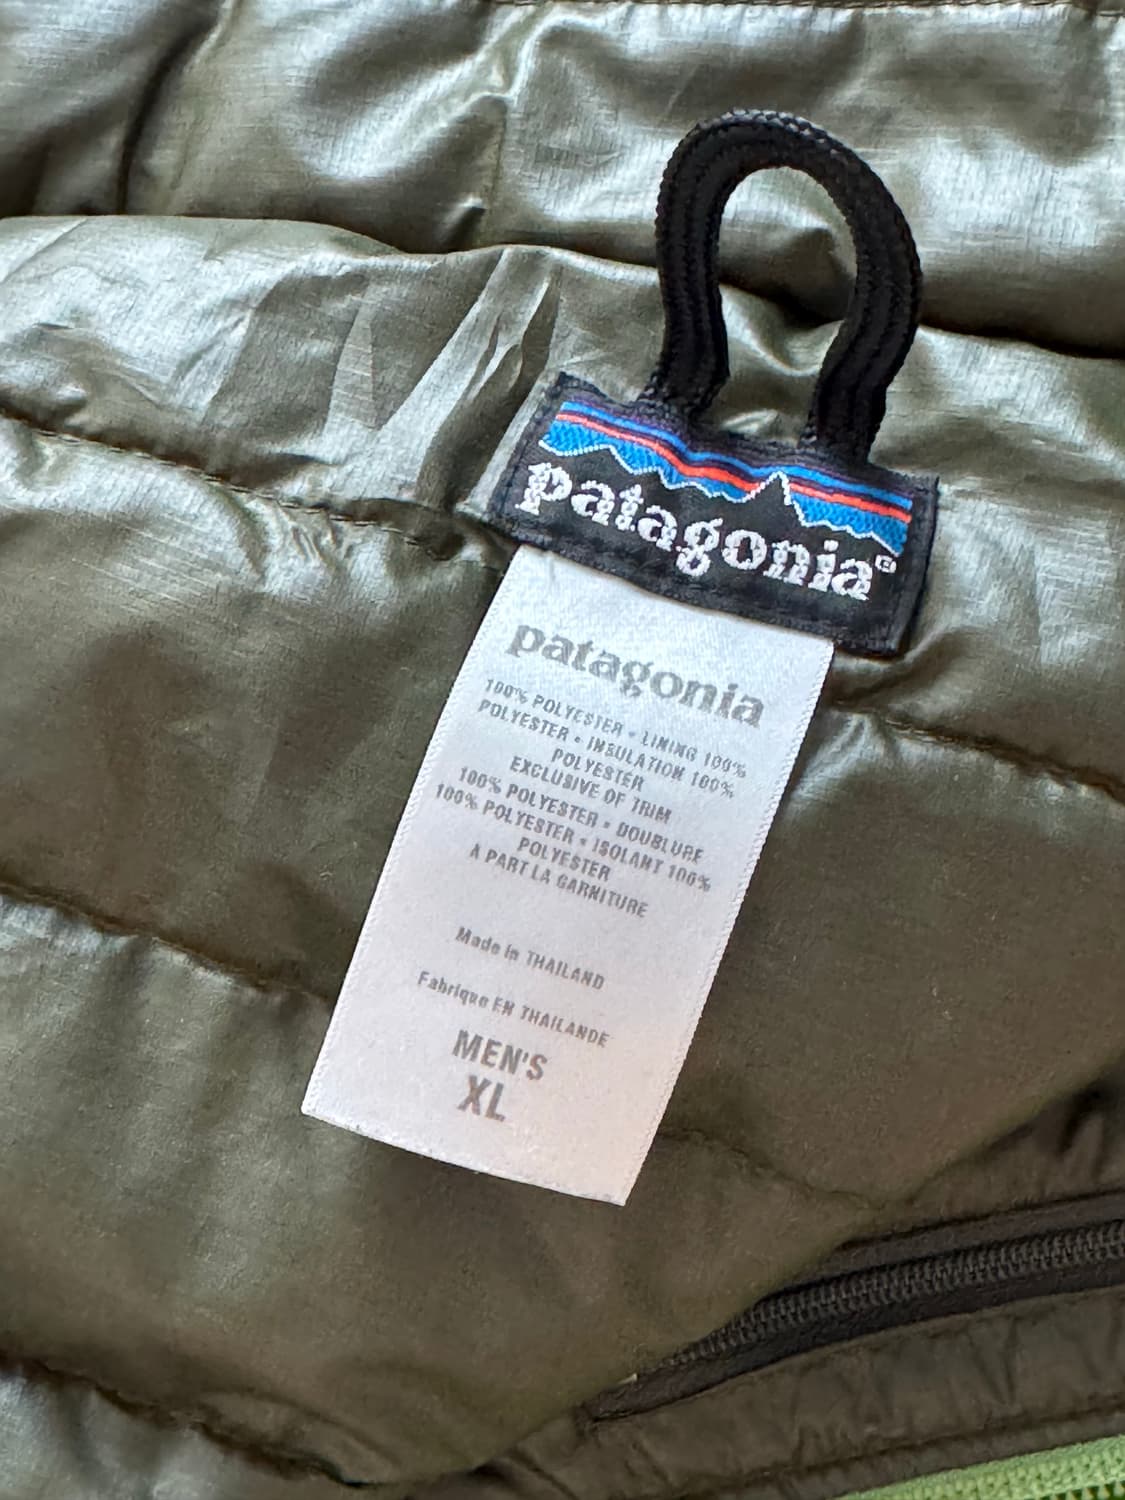 patagonia®
patagonia
100% POLYESTER • LINING 100%
POLYESTER • INSULATION 100%
POLYESTER
EXCLUSIVE OF TRIM
100% POLYESTER • DOUBLURE
100% POLYESTER • ISOLANT 100%
POLYESTER
À PART LA GARNITURE
Made in THAILAND
Fabriqué EN THAILANDE
MEN'S
XL